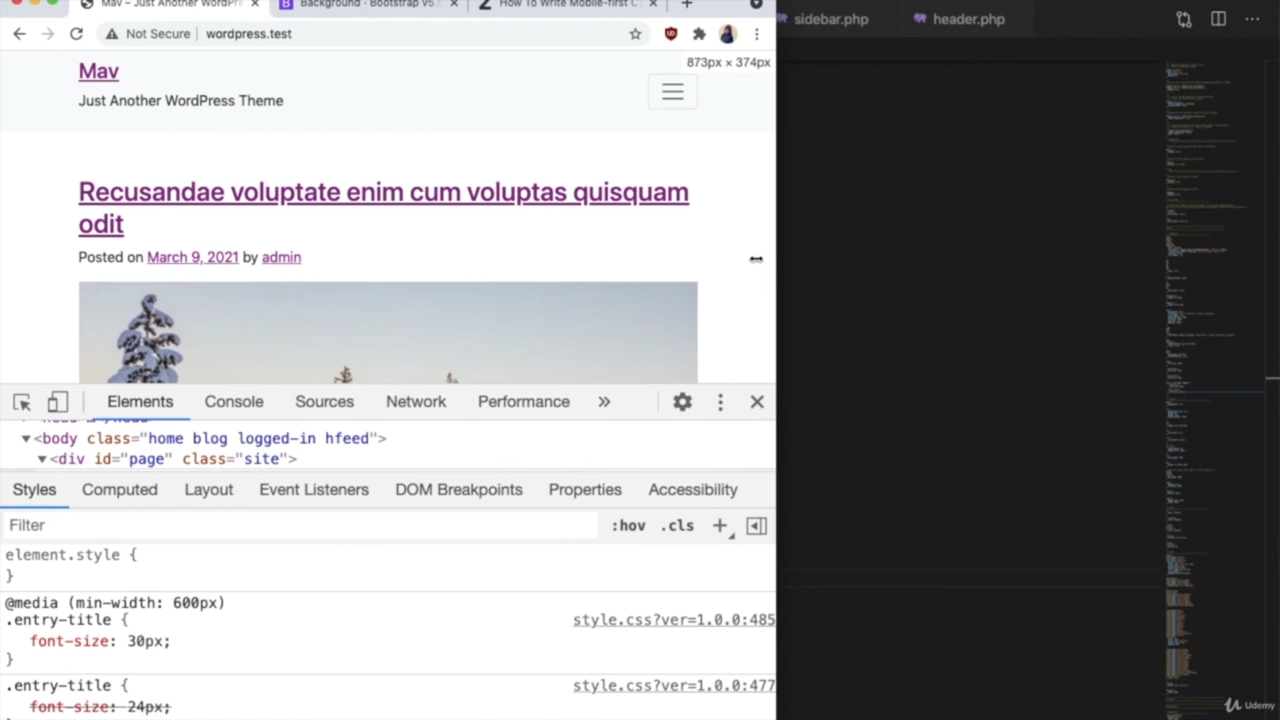 Mav – Just Another WordPre
Background · Bootstrap v5.
How To Write Mobile-first C
sidebar.php
header.php
Not Secure
wordpress.test
873px × 374px
Mav
Just Another WordPress Theme
Recusandae voluptate enim cum voluptas quisquam
odit
Posted on March 9, 2021 by admin
Elements
Console
Sources
Network
Performance
<body class="home blog logged-in hfeed">
<div id="page" class="site">
Styles
Computed
Layout
Event Listeners
DOM Breakpoints
Properties
Accessibility
Filter
:hov
.cls
element.style {
}
@media (min-width: 600px)
.entry-title {
style.css?ver=1.0.0:485
font-size: 30px;
}
.entry-title {
style.css?ver=1.0.0:477
font-size: 24px;
Udemy